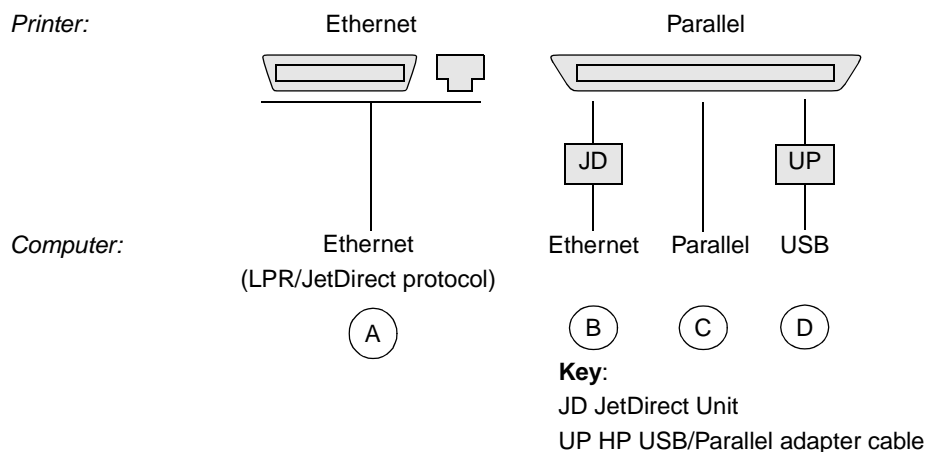 Printer: Ethernet Parallel
JD UP
Computer: Ethernet Ethernet Parallel USB
(LPR/JetDirect protocol)
A B C D
Key:
JD JetDirect Unit
UP HP USB/Parallel adapter cable